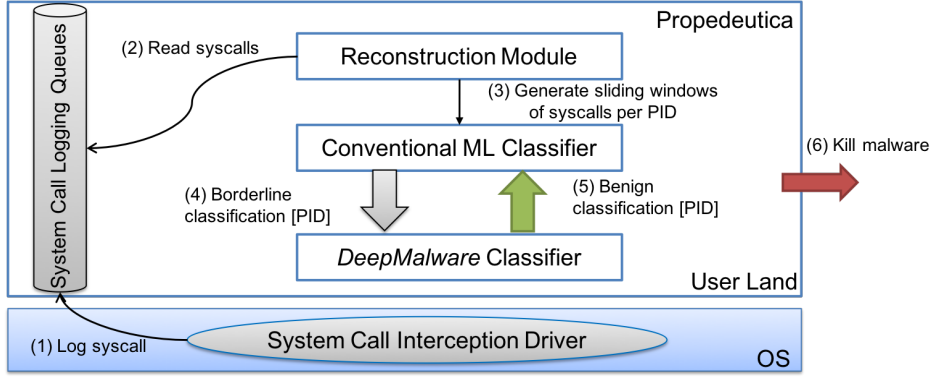 Propedeutica
System Call Logging Queues
(2) Read syscalls
Reconstruction Module
(3) Generate sliding windows
of syscalls per PID
Conventional ML Classifier
(6) Kill malware
(4) Borderline
classification [PID]
(5) Benign
classification [PID]
DeepMalware Classifier
User Land
(1) Log syscall
System Call Interception Driver
OS